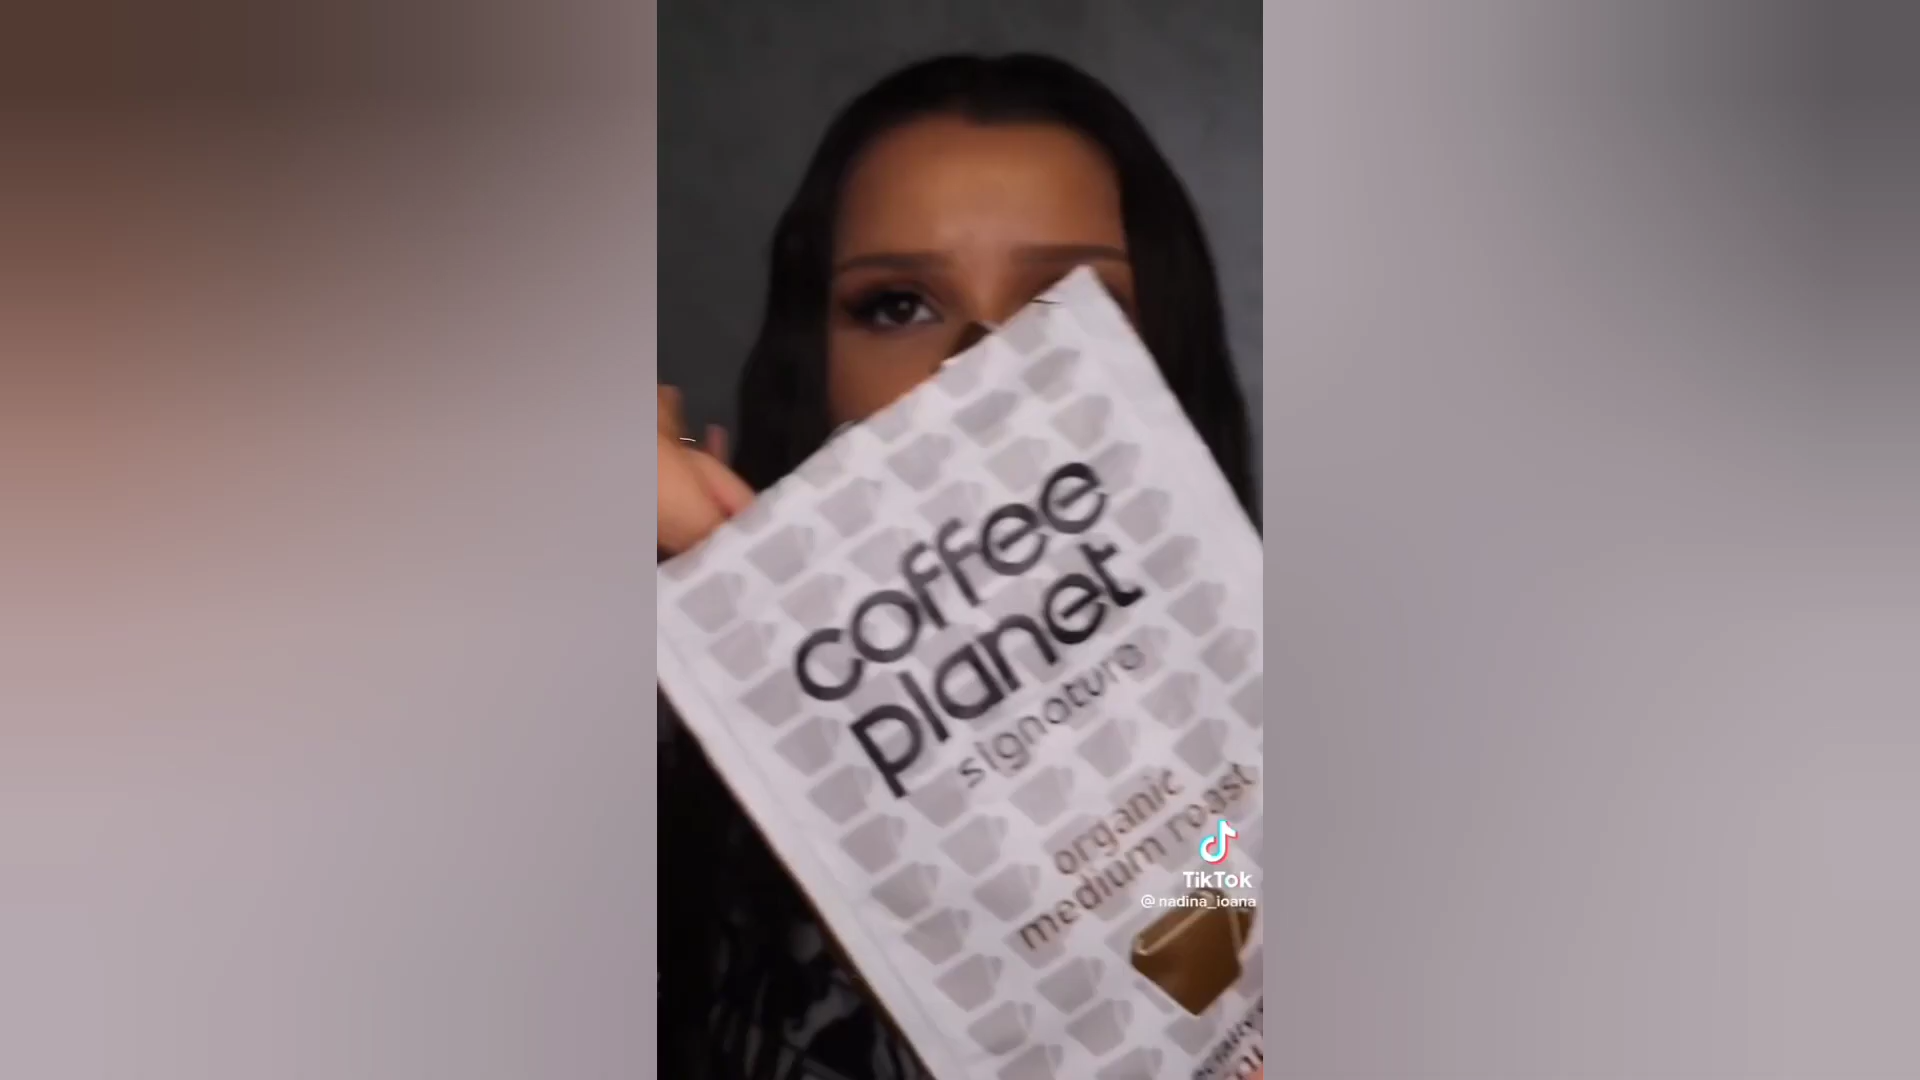 coffee
planet
signature
organic
medium roast
TikTok
@nadina_ioana